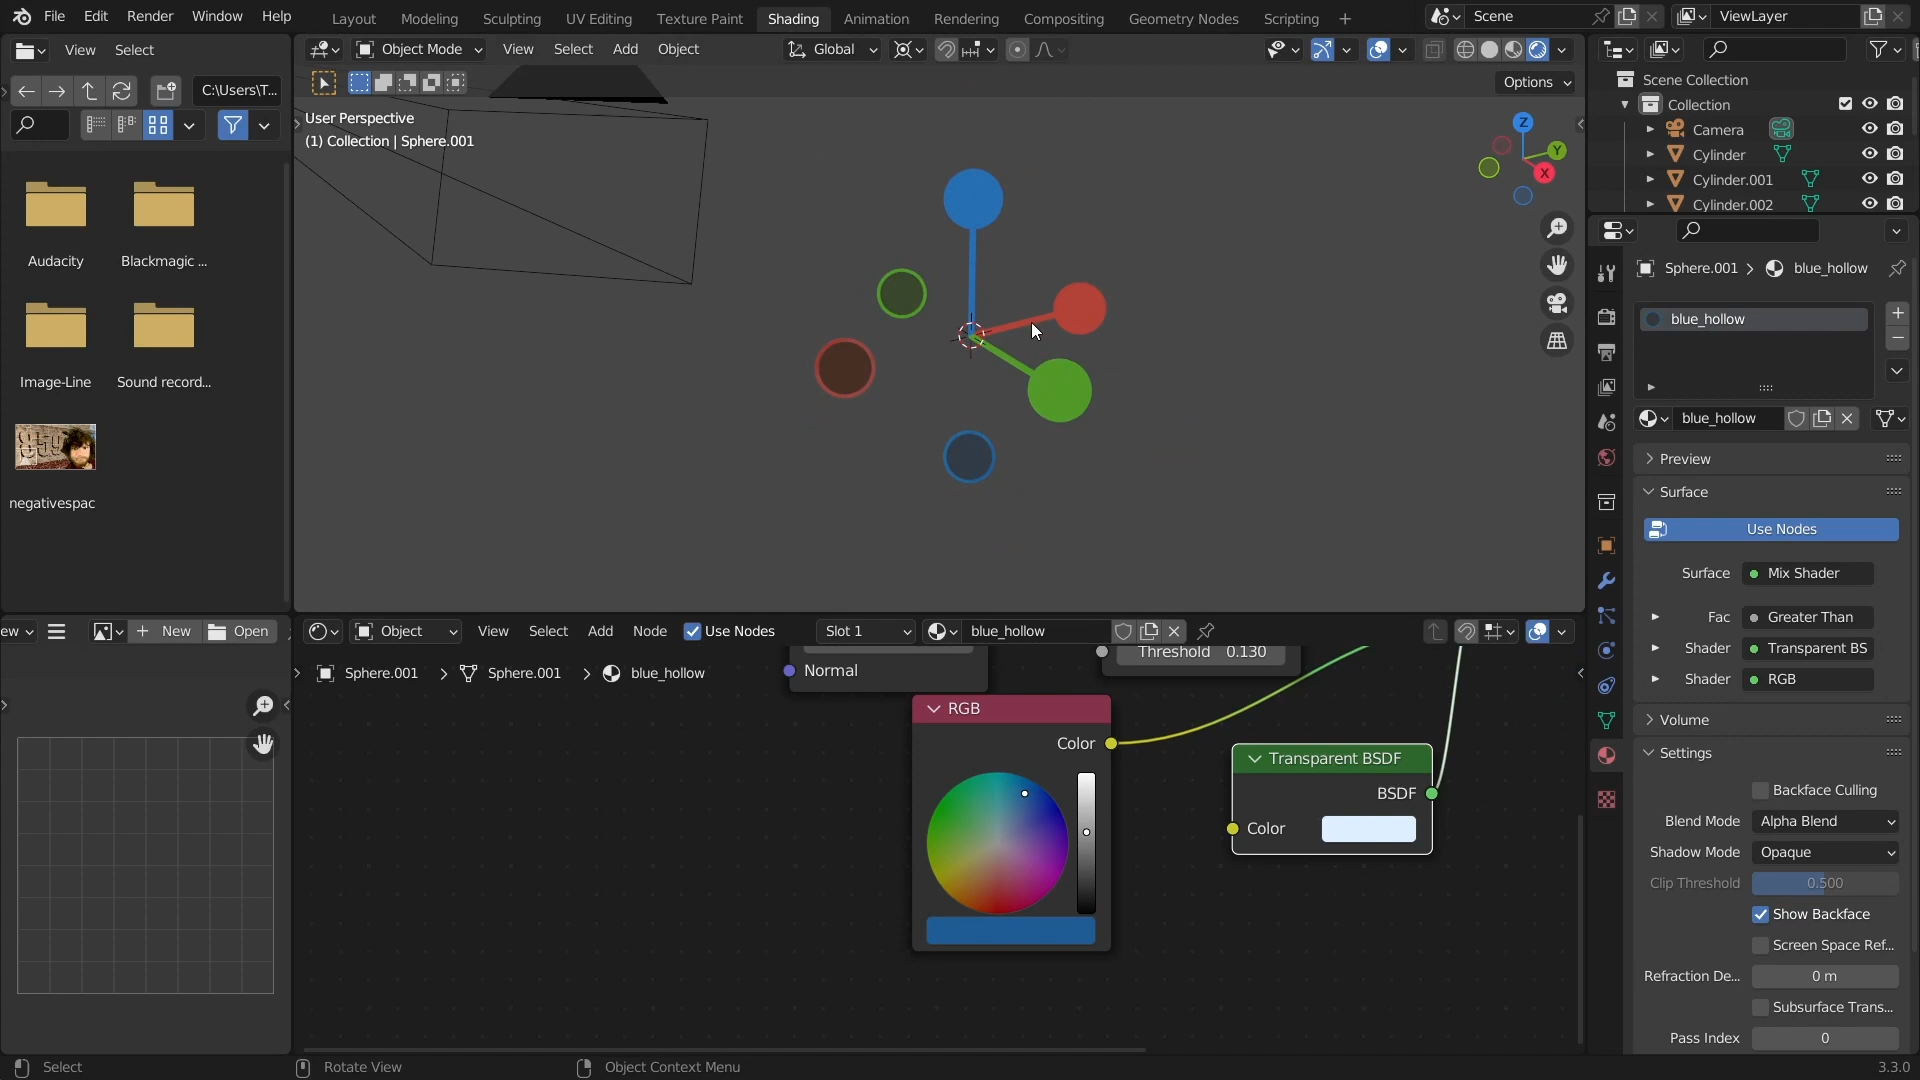 File Edit Render Window Help
Layout Modeling Sculpting UV Editing Texture Paint Shading Animation Rendering Compositing Geometry Nodes Scripting
Scene
ViewLayer
View Select
Object Mode View Select Add Object
Global
C:\Users\T...
Options
User Perspective
(1) Collection | Sphere.001
Z
Y
X
Scene Collection
Collection
Camera
Cylinder
Cylinder.001
Cylinder.002
Audacity
Blackmagic ...
Image-Line
Sound record...
negativespac
Sphere.001 blue_hollow
blue_hollow
blue_hollow
Preview
Surface
Use Nodes
Surface Mix Shader
Fac Greater Than
Shader Transparent BS
Shader RGB
Volume
Settings
Backface Culling
Blend Mode Alpha Blend
Shadow Mode Opaque
Clip Threshold 0.500
Show Backface
Screen Space Ref...
Refraction De... 0 m
Subsurface Trans...
Pass Index 0
ew New Open
Object View Select Add Node Use Nodes Slot 1 blue_hollow
Sphere.001 Sphere.001 blue_hollow
Normal
Threshold 0.130
RGB
Color
Transparent BSDF
BSDF
Color
Select
Rotate View
Object Context Menu
3.3.0